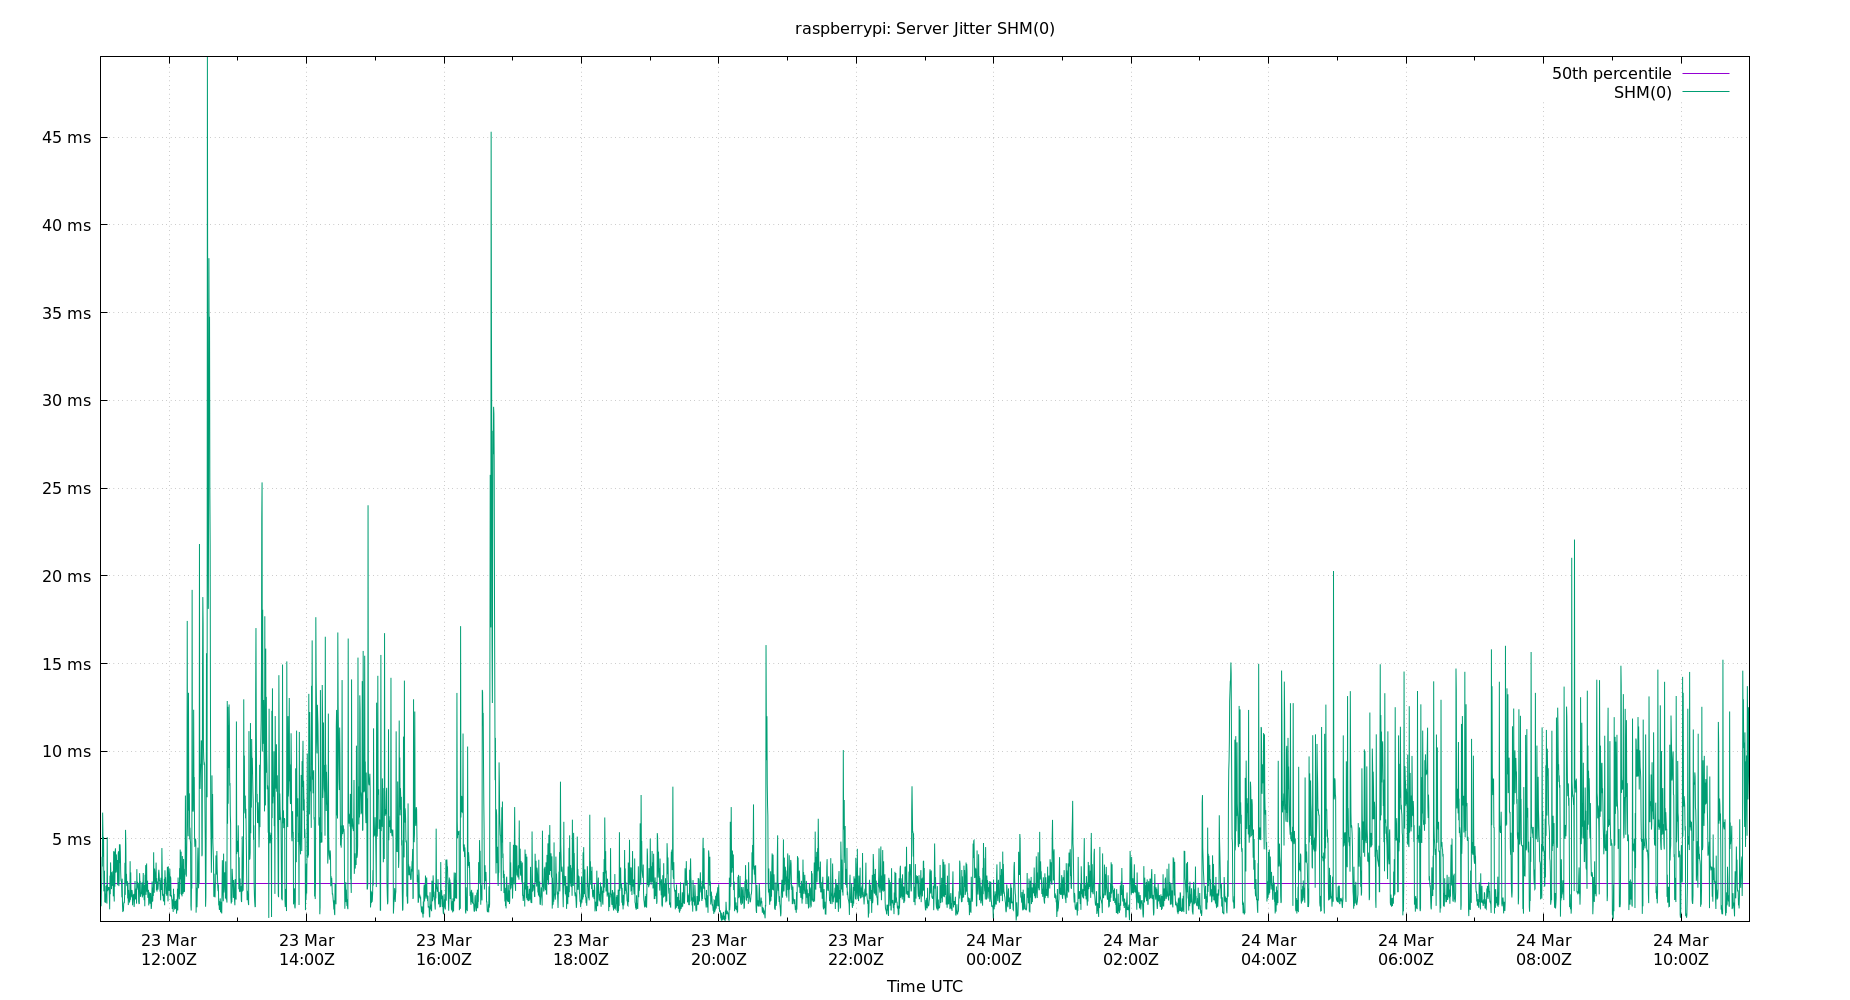 raspberrypi: Server Jitter SHM(0)
50th percentile
SHM(0)
45 ms
40 ms
35 ms
30 ms
25 ms
20 ms
15 ms
10 ms
5 ms
23 Mar 23 Mar 23 Mar 23 Mar 23 Mar 23 Mar 24 Mar 24 Mar 24 Mar 24 Mar 24 Mar 24 Mar
12:00Z 14:00Z 16:00Z 18:00Z 20:00Z 22:00Z 00:00Z 02:00Z 04:00Z 06:00Z 08:00Z 10:00Z
Time UTC